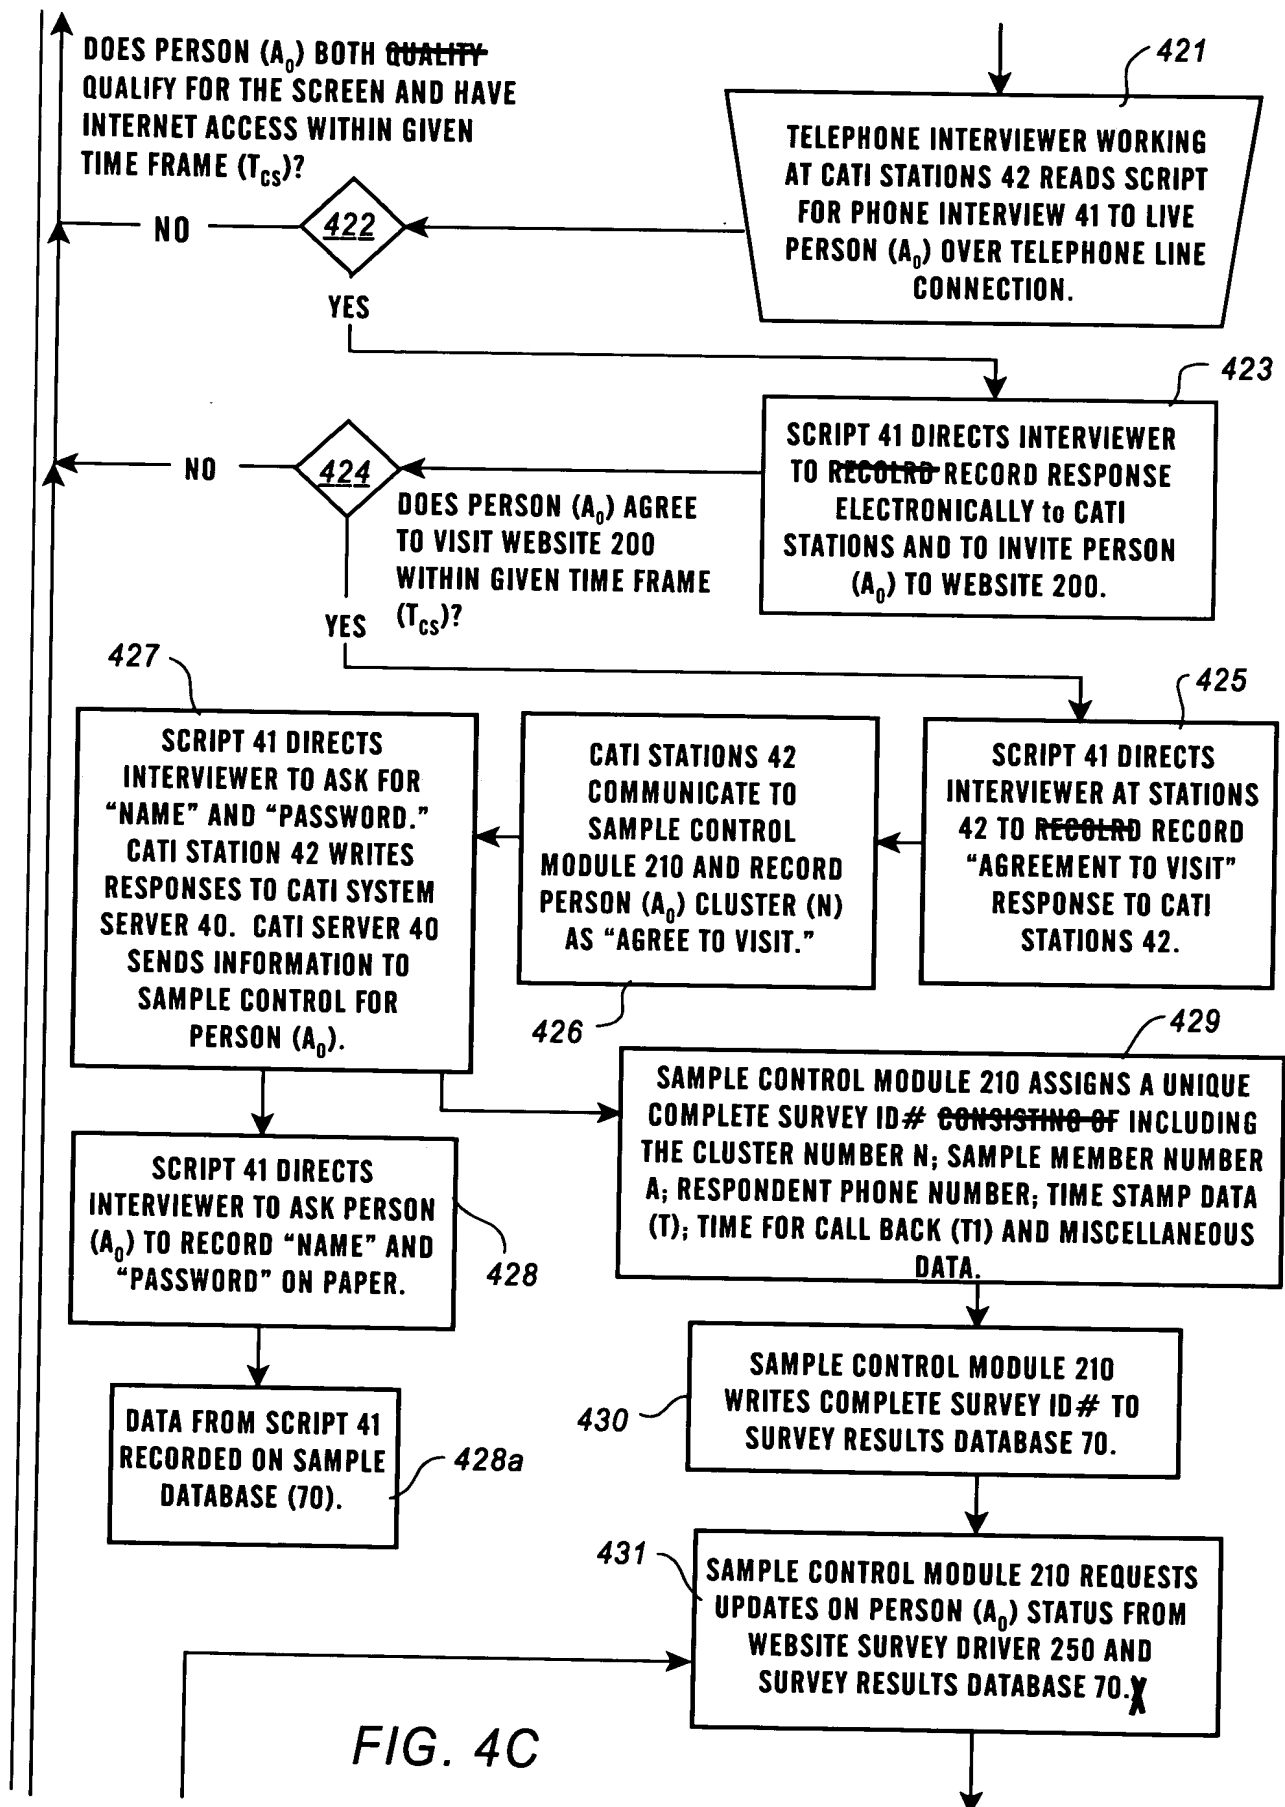 DOES PERSON (A0) BOTH QUALITY
QUALIFY FOR THE SCREEN AND HAVE
INTERNET ACCESS WITHIN GIVEN
TIME FRAME (TCS)?
421
TELEPHONE INTERVIEWER WORKING
AT CATI STATIONS 42 READS SCRIPT
FOR PHONE INTERVIEW 41 TO LIVE
PERSON (A0) OVER TELEPHONE LINE
CONNECTION.
NO
422
YES
423
SCRIPT 41 DIRECTS INTERVIEWER
TO RECOLRD RECORD RESPONSE
ELECTRONICALLY to CATI
STATIONS AND TO INVITE PERSON
(A0) TO WEBSITE 200.
NO
424
DOES PERSON (A0) AGREE
TO VISIT WEBSITE 200
WITHIN GIVEN TIME FRAME
(TCS)?
YES
425
SCRIPT 41 DIRECTS
INTERVIEWER AT STATIONS
42 TO RECOLRD RECORD
“AGREEMENT TO VISIT”
RESPONSE TO CATI
STATIONS 42.
CATI STATIONS 42
COMMUNICATE TO
SAMPLE CONTROL
MODULE 210 AND RECORD
PERSON (A0) CLUSTER (N)
AS “AGREE TO VISIT.”
426
427
SCRIPT 41 DIRECTS
INTERVIEWER TO ASK FOR
“NAME” AND “PASSWORD.”
CATI STATION 42 WRITES
RESPONSES TO CATI SYSTEM
SERVER 40. CATI SERVER 40
SENDS INFORMATION TO
SAMPLE CONTROL FOR
PERSON (A0).
429
SAMPLE CONTROL MODULE 210 ASSIGNS A UNIQUE
COMPLETE SURVEY ID# CONSISTING OF INCLUDING
THE CLUSTER NUMBER N; SAMPLE MEMBER NUMBER
A; RESPONDENT PHONE NUMBER; TIME STAMP DATA
(T); TIME FOR CALL BACK (T1) AND MISCELLANEOUS
DATA.
SCRIPT 41 DIRECTS
INTERVIEWER TO ASK PERSON
(A0) TO RECORD “NAME” AND
“PASSWORD” ON PAPER.
428
DATA FROM SCRIPT 41
RECORDED ON SAMPLE
DATABASE (70).
428a
430
SAMPLE CONTROL MODULE 210
WRITES COMPLETE SURVEY ID# TO
SURVEY RESULTS DATABASE 70.
431
SAMPLE CONTROL MODULE 210 REQUESTS
UPDATES ON PERSON (A0) STATUS FROM
WEBSITE SURVEY DRIVER 250 AND
SURVEY RESULTS DATABASE 70.X
FIG. 4C